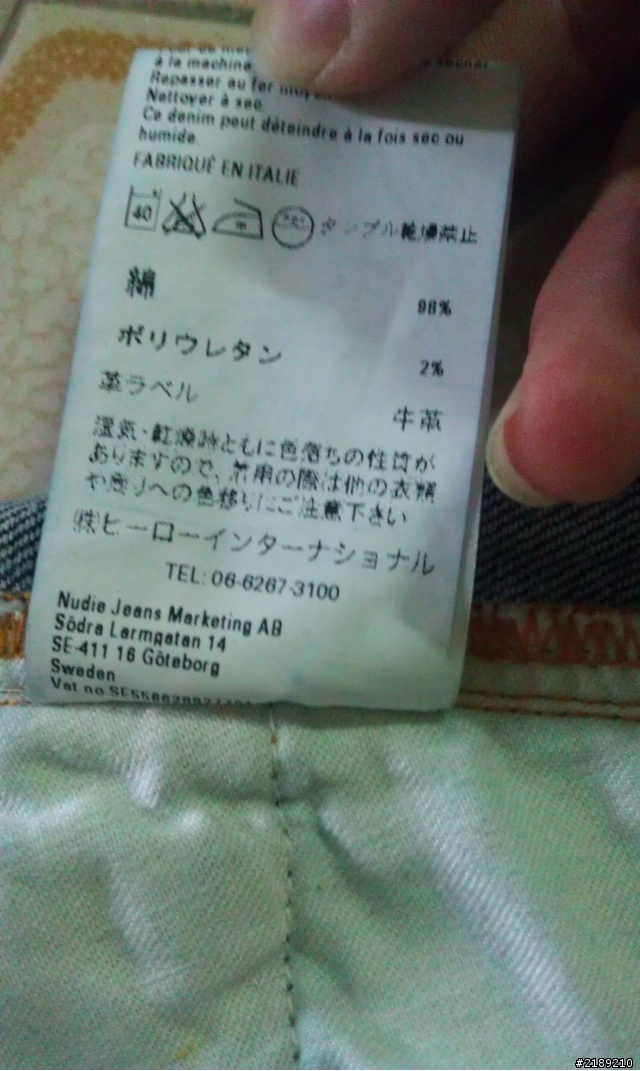 à la machine
Repasser au fer
Nettoyer à sec
Ce denim peut déteindre à la fois sec ou
humide.
FABRIQUÉ EN ITALIE
40 タンブル乾燥禁止
綿 98%
ポリウレタン 2%
革ラベル 牛革
湿気・乾燥時ともに色落ちの性質が
ありますので、着用の際は他の衣類
や座りへの色移りにご注意下さい
㈱ヒーローインターナショナル
TEL: 06-6267-3100
Nudie Jeans Marketing AB
Södra Larmgatan 14
SE-411 16 Göteborg
Sweden
Vat no
#2189210